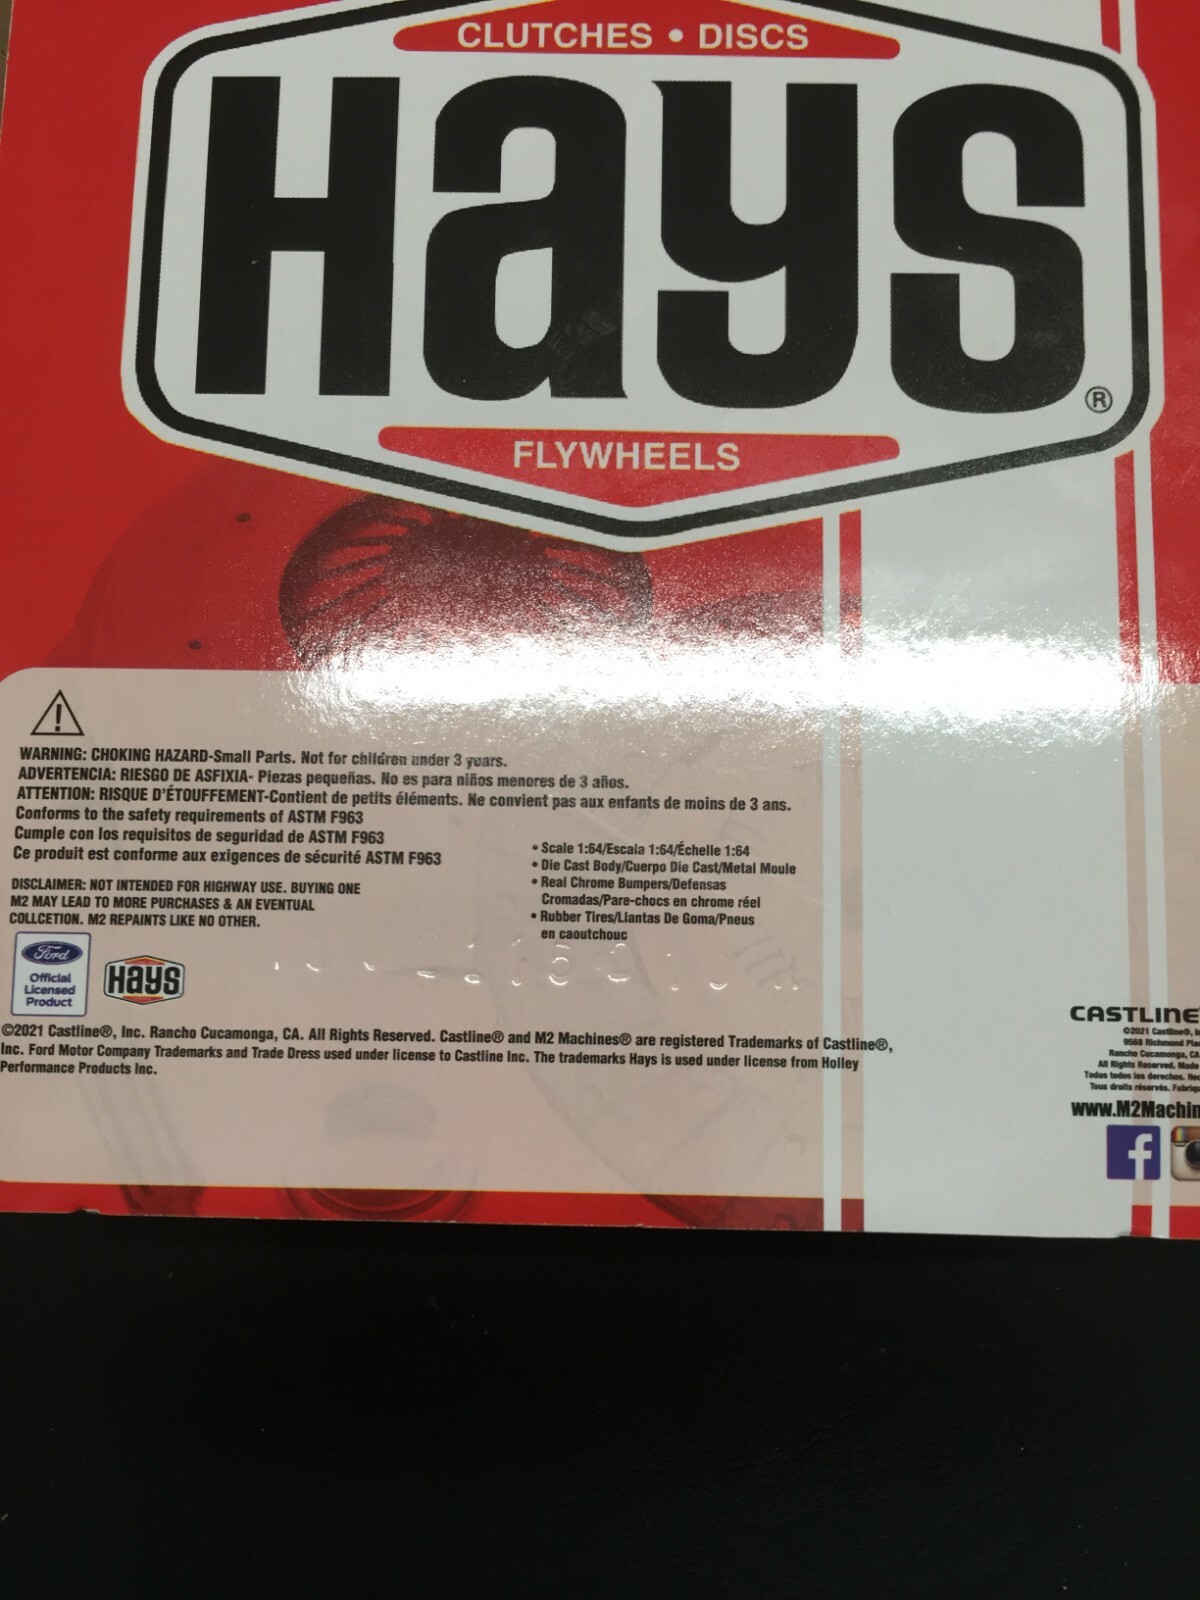 CLUTCHES • DISCS
Hays®
FLYWHEELS
WARNING: CHOKING HAZARD-Small Parts. Not for children under 3 years.
ADVERTENCIA: RIESGO DE ASFIXIA- Piezas pequeñas. No es para niños menores de 3 años.
ATTENTION: RISQUE D'ÉTOUFFEMENT-Contient de petits éléments. Ne convient pas aux enfants de moins de 3 ans.
Conforms to the safety requirements of ASTM F963
Cumple con los requisitos de seguridad de ASTM F963
Ce produit est conforme aux exigences de sécurité ASTM F963
• Scale 1:64/Escala 1:64/Échelle 1:64
• Die Cast Body/Cuerpo Die Cast/Metal Moule
• Real Chrome Bumpers/Defensas
Cromadas/Pare-chocs en chrome réel
• Rubber Tires/Llantas De Goma/Pneus
en caoutchouc
DISCLAIMER: NOT INTENDED FOR HIGHWAY USE. BUYING ONE
M2 MAY LEAD TO MORE PURCHASES & AN EVENTUAL
COLLCETION. M2 REPAINTS LIKE NO OTHER.
Ford
Official
Licensed
Product
Hays
©2021 Castline®, Inc. Rancho Cucamonga, CA. All Rights Reserved. Castline® and M2 Machines® are registered Trademarks of Castline®,
Inc. Ford Motor Company Trademarks and Trade Dress used under license to Castline Inc. The trademarks Hays is used under license from Holley
Performance Products Inc.
CASTLINE
©2021 Castline®,
9568 Richmond
Rancho Cucamonga, CA
All Rights Reserved. Made
Todos todos los derechos.
Tous droits réservés.
www.M2Machin
f